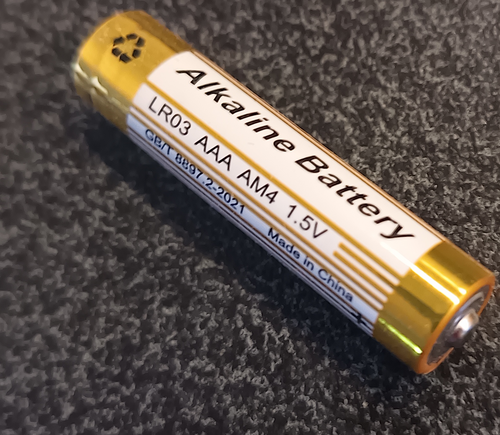 Alkaline Battery
LR03 AAA AM4 1.5V
GB/T 8897.2-2021
Made in China
+